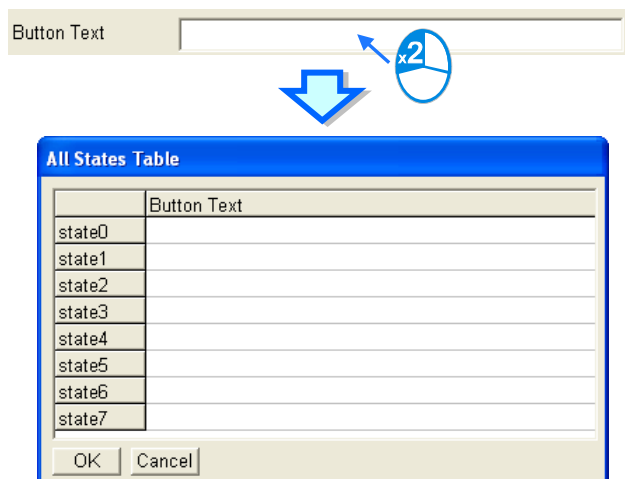 Button Text
x2
All States Table
Button Text
state0
state1
state2
state3
state4
state5
state6
state7
OK Cancel